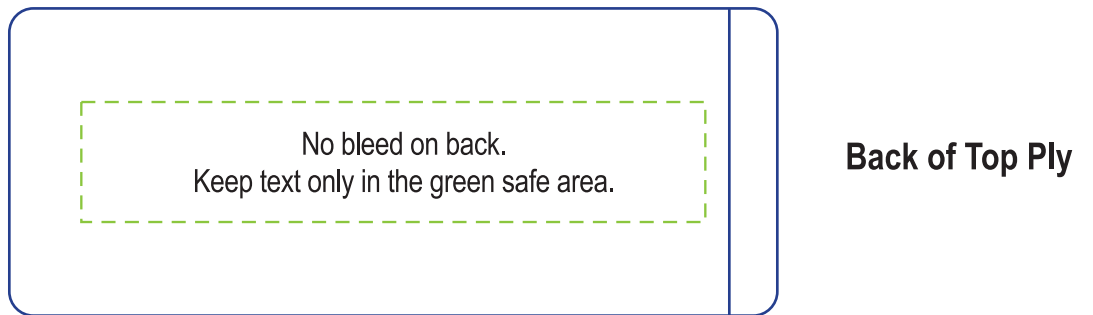 No bleed on back.
Keep text only in the green safe area.
Back of Top Ply